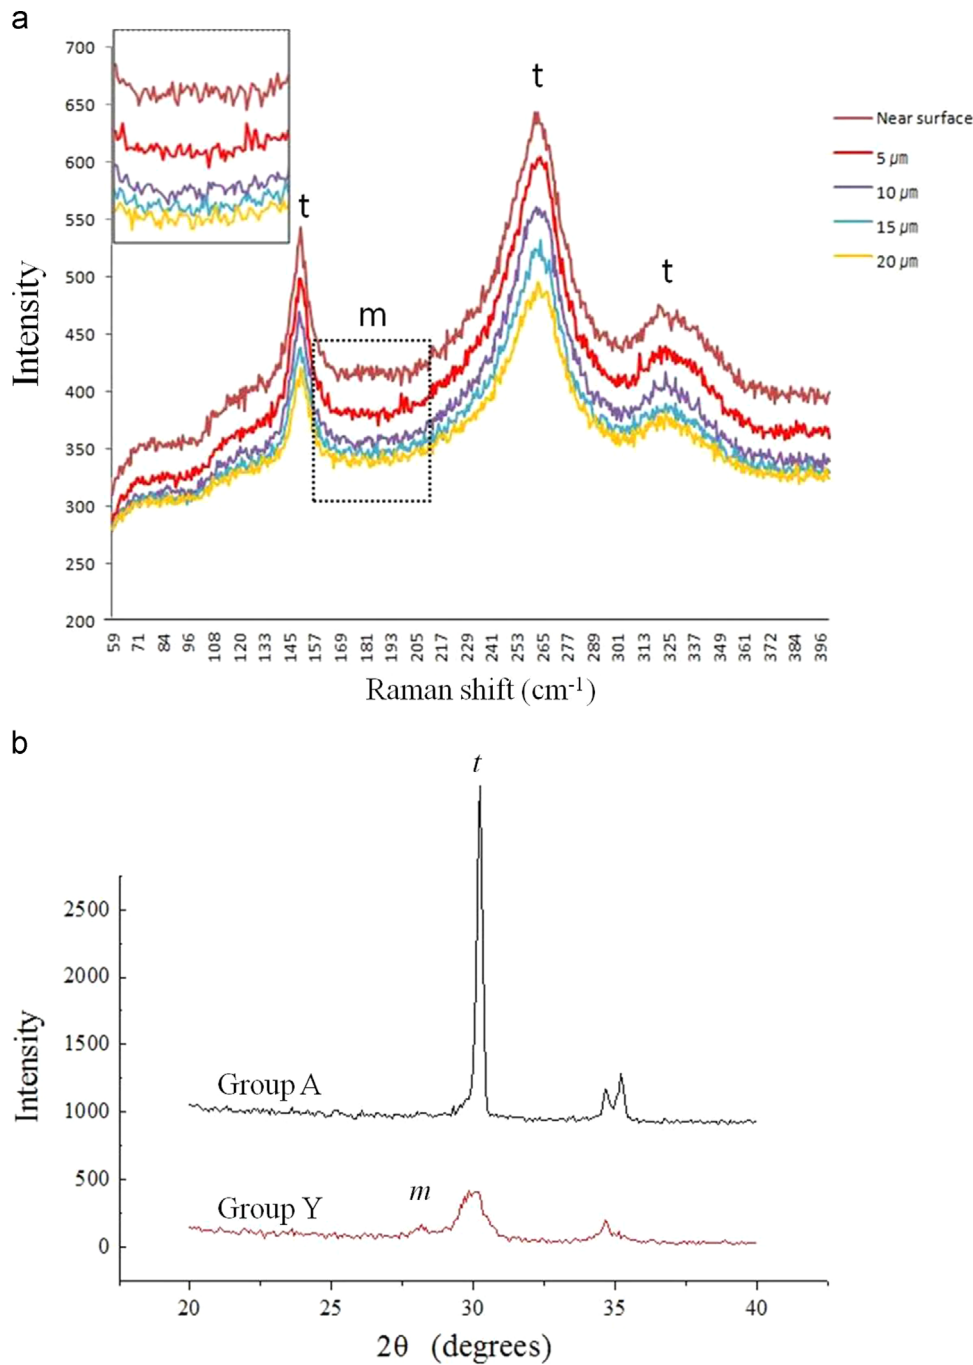 a
700
650
600
550
500
450
400
350
300
250
200
Intensity
t
t
t
m
Near surface
5 μm
10 μm
15 μm
20 μm
59 71 84 96 108 120 133 145 157 169 181 193 205 217 229 241 253 265 277 289 301 313 325 337 349 361 372 384 396
Raman shift (cm-1)
b
t
2500
2000
1500
1000
500
0
Intensity
Group A
m
Group Y
20 25 30 35 40
2θ (degrees)